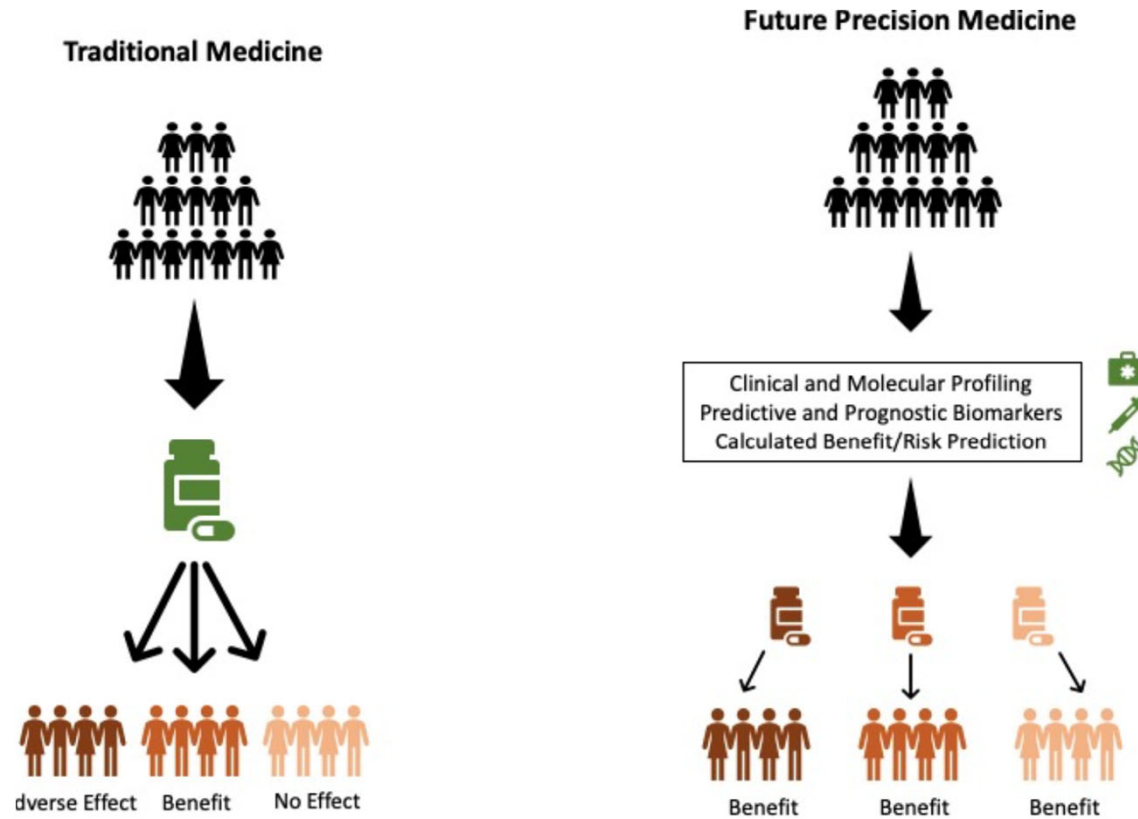 Traditional Medicine
Future Precision Medicine
Clinical and Molecular Profiling
Predictive and Prognostic Biomarkers
Calculated Benefit/Risk Prediction
dverse Effect
Benefit
No Effect
Benefit
Benefit
Benefit